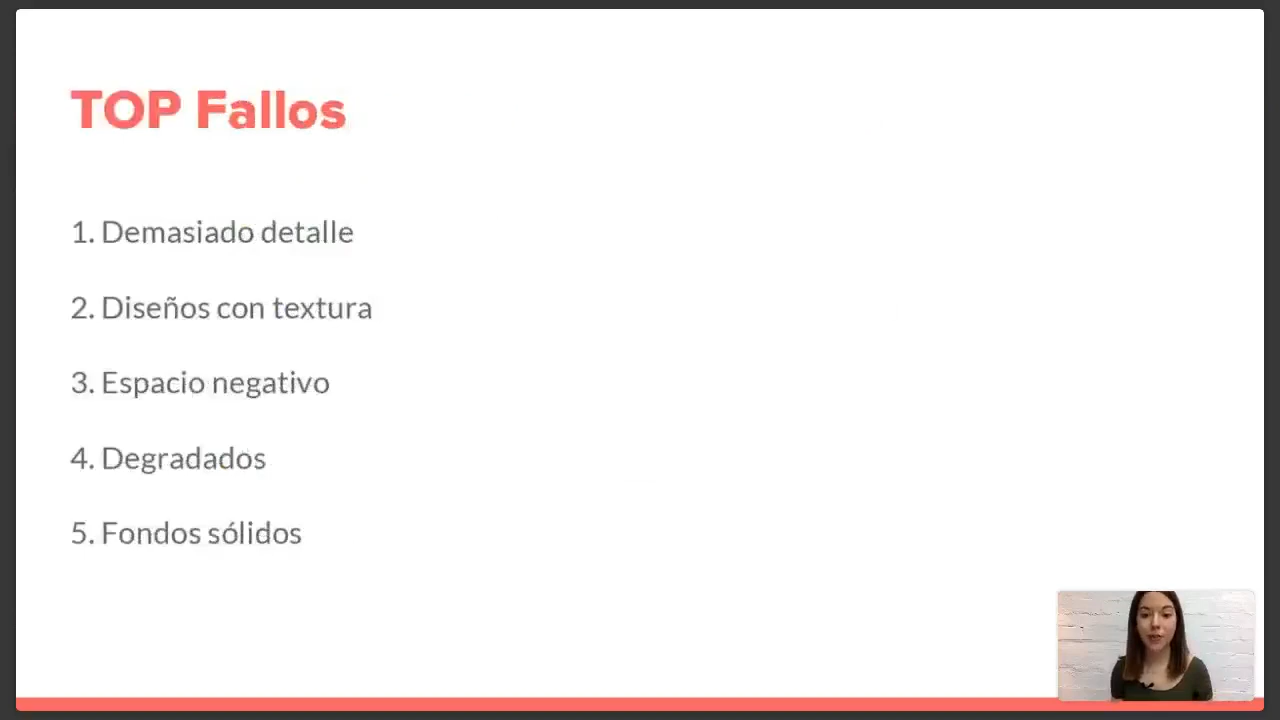 TOP Fallos
1. Demasiado detalle
2. Diseños con textura
3. Espacio negativo
4. Degradados
5. Fondos sólidos